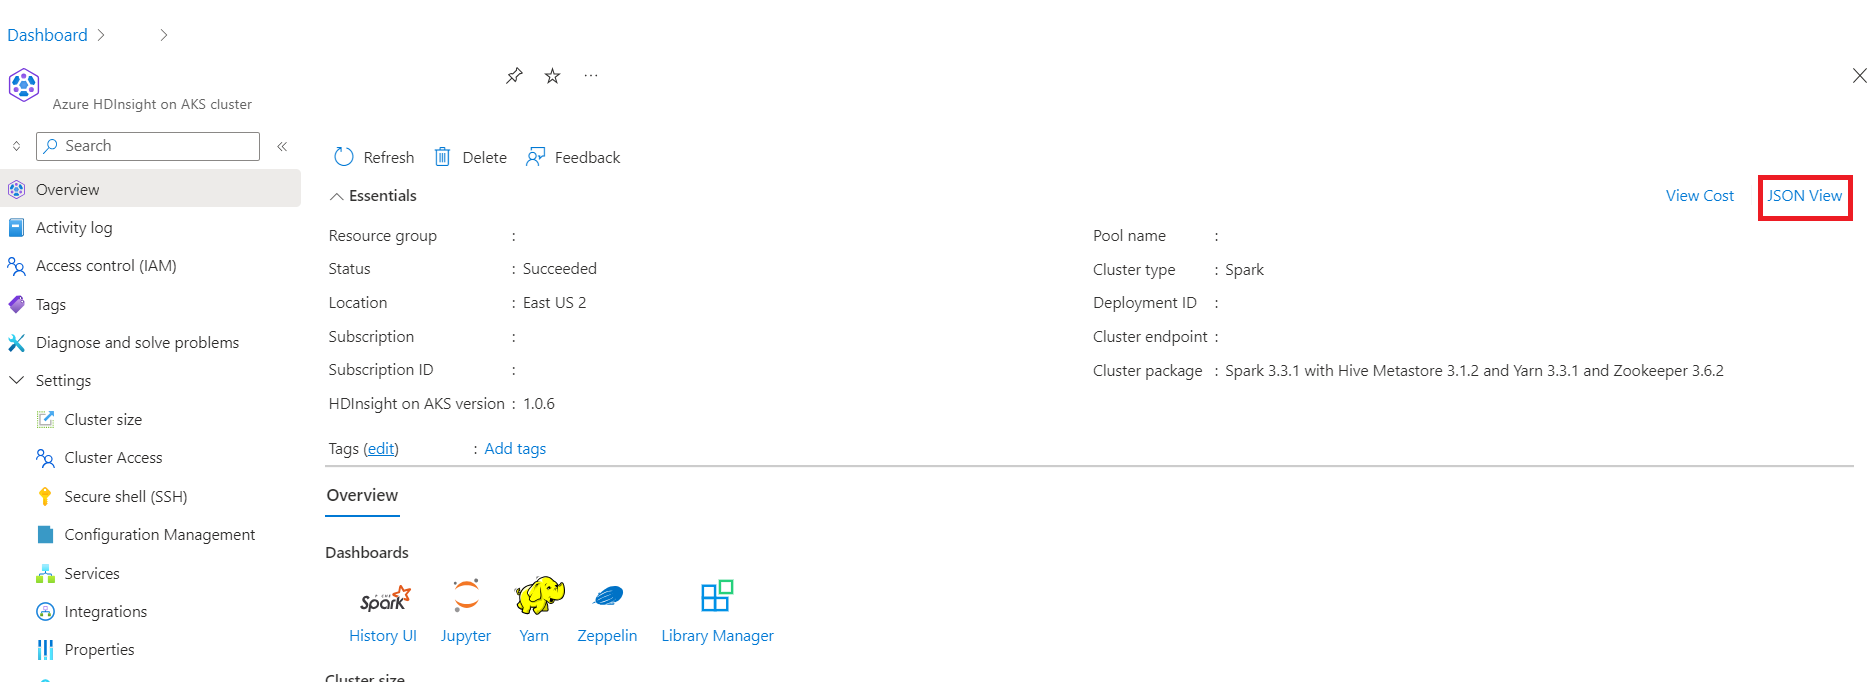 Dashboard > >
Azure HDInsight on AKS cluster
Search
«
Refresh Delete Feedback
Overview
Activity log
Access control (IAM)
Tags
Diagnose and solve problems
Settings
Cluster size
Cluster Access
Secure shell (SSH)
Configuration Management
Services
Integrations
Properties
Essentials
View Cost JSON View
Resource group :
Status : Succeeded
Location : East US 2
Subscription :
Subscription ID :
HDInsight on AKS version : 1.0.6
Pool name :
Cluster type : Spark
Deployment ID :
Cluster endpoint :
Cluster package : Spark 3.3.1 with Hive Metastore 3.1.2 and Yarn 3.3.1 and Zookeeper 3.6.2
Tags (edit) : Add tags
Overview
Dashboards
Spark
History UI Jupyter Yarn Zeppelin Library Manager
Cluster size